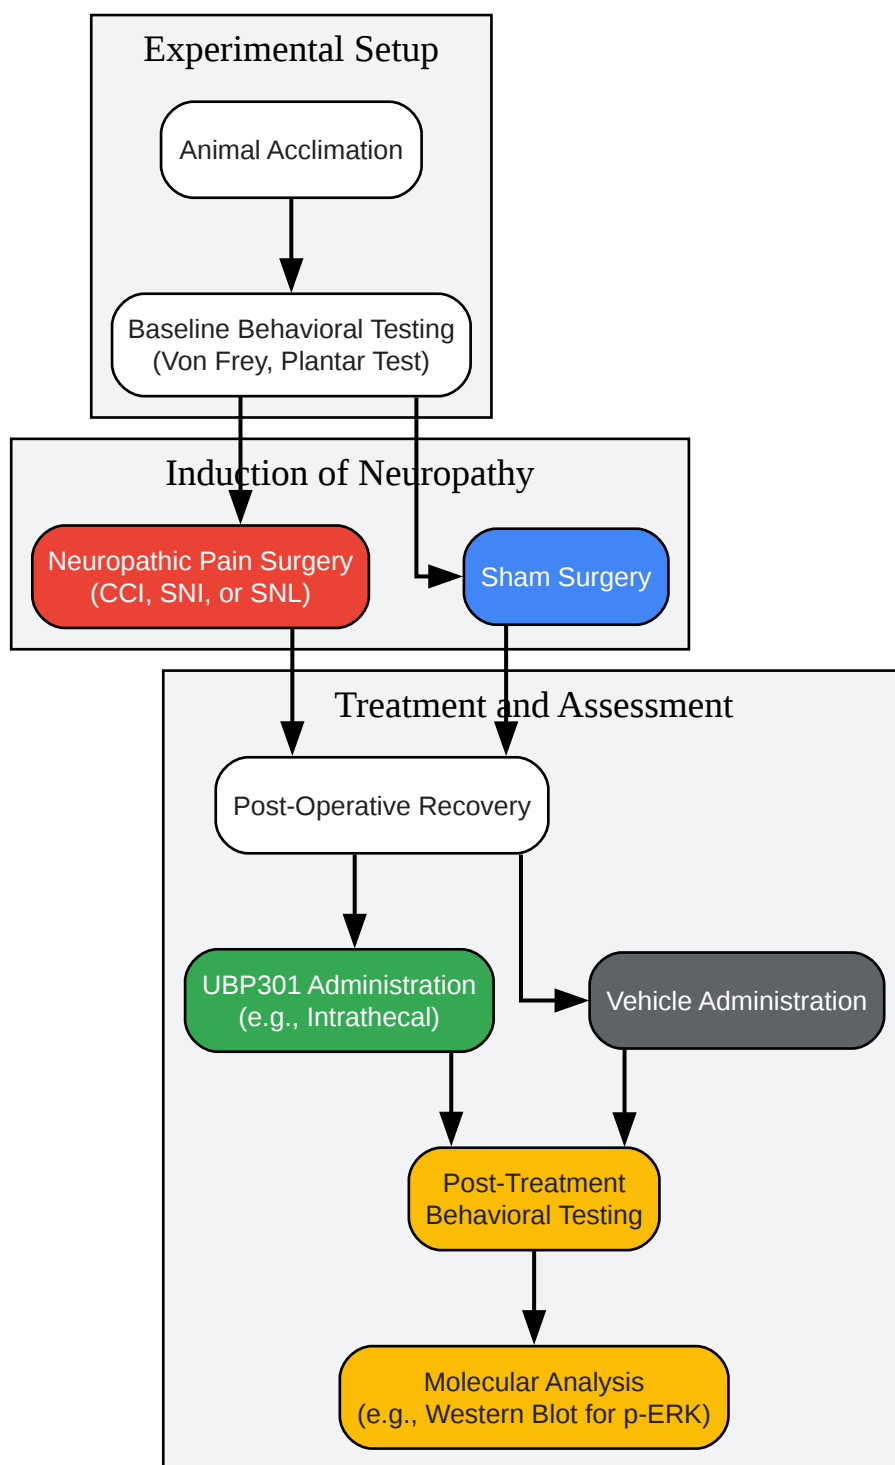 Experimental Setup
Animal Acclimation
Baseline Behavioral Testing
(Von Frey, Plantar Test)
Induction of Neuropathy
Neuropathic Pain Surgery
(CCI, SNI, or SNL)
Sham Surgery
Treatment and Assessment
Post-Operative Recovery
UBP301 Administration
(e.g., Intrathecal)
Vehicle Administration
Post-Treatment
Behavioral Testing
Molecular Analysis
(e.g., Western Blot for p-ERK)